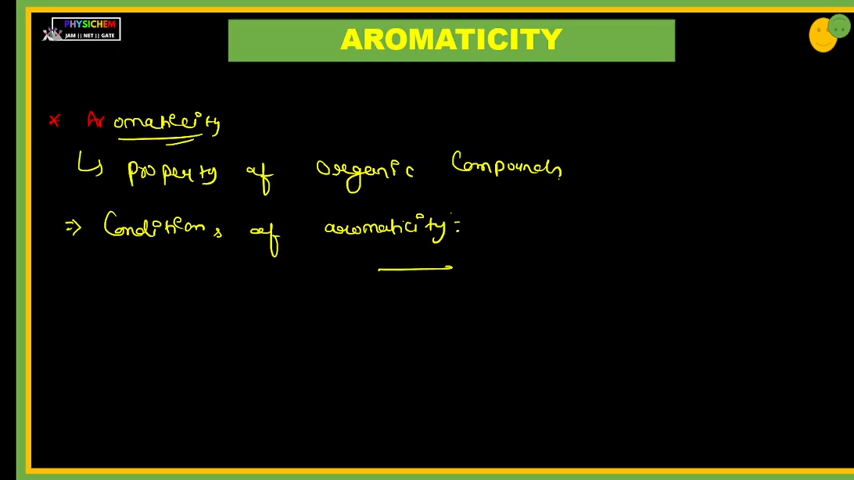 PHYSICHEM
JAM || NET || GATE
AROMATICITY
* Aromaticity
↳ Property of Organic Compounds
⇒ Conditions of aromaticity: